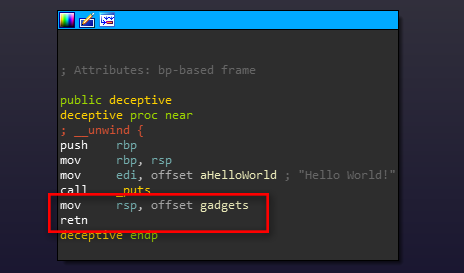 ; Attributes: bp-based frame
public deceptive
deceptive proc near
; __unwind {
push rbp
mov rbp, rsp
mov edi, offset aHelloWorld ; "Hello World!"
call _puts
mov rsp, offset gadgets
retn
deceptive endp